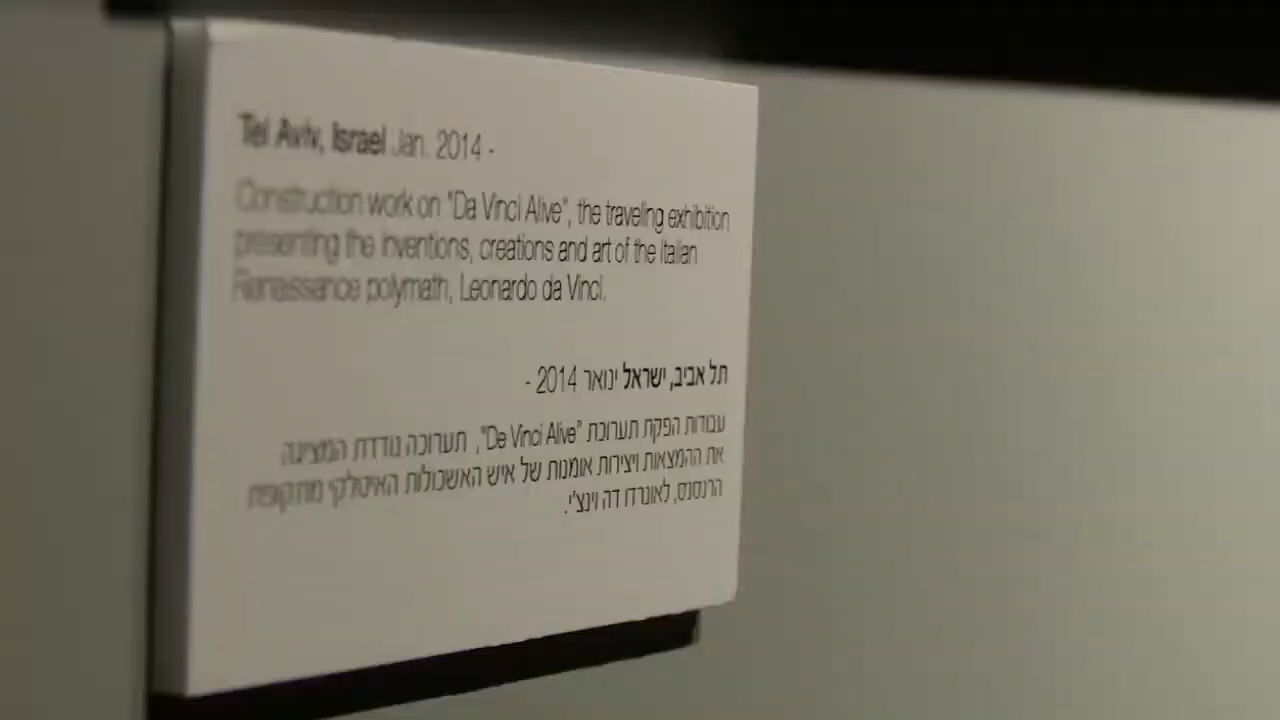 Tel Aviv, Israel Jan. 2014 -
Construction work on "Da Vinci Alive", the traveling exhibition
presenting the inventions, creations and art of the Italian
Renaissance polymath, Leonardo da Vinci.
תל אביב, ישראל ינואר 2014 -
עבודות הפקת תערוכת "De Vinci Alive", תערוכה נודדת המציגה
את ההמצאות ויצירות אומנות של איש האשכולות האיטלקי מתקופת
הרנסנס, לאונרדו דה וינצ'י.